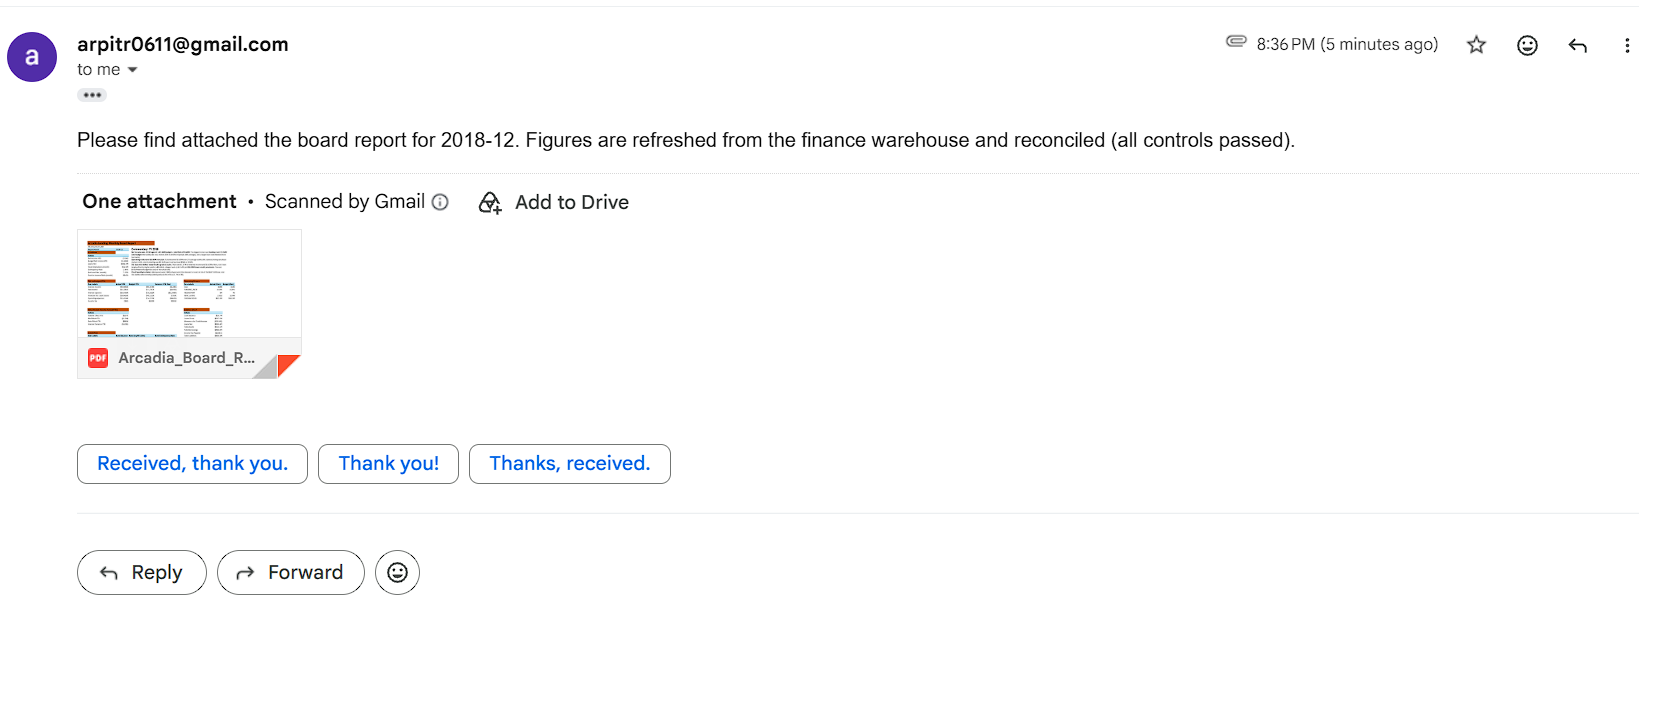 a
arpitr0611@gmail.com
8:36 PM (5 minutes ago)
to me
Please find attached the board report for 2018-12. Figures are refreshed from the finance warehouse and reconciled (all controls passed).
One attachment • Scanned by Gmail
Add to Drive
PDF
Arcadia_Board_R...
Received, thank you.
Thank you!
Thanks, received.
Reply
Forward